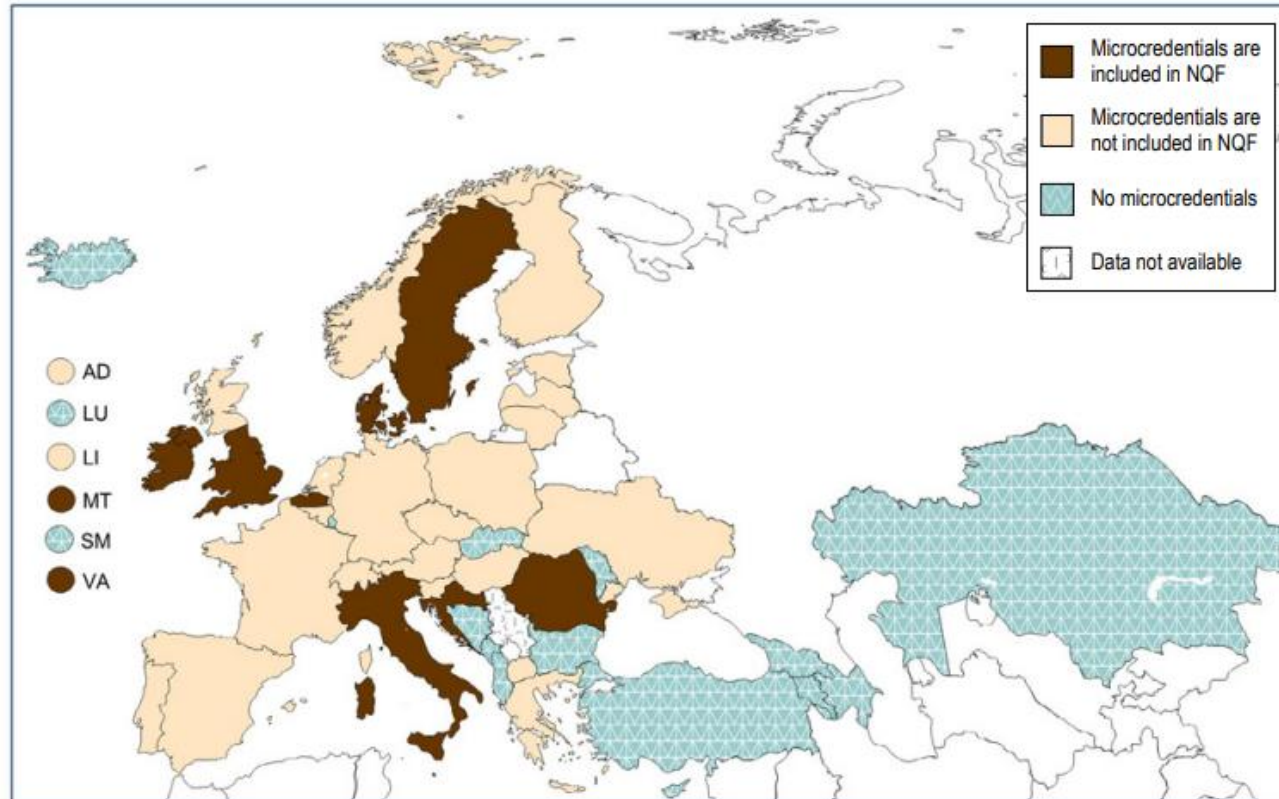 Microcredentials are
included in NQF
Microcredentials are
not included in NQF
No microcredentials
Data not available
AD
LU
LI
MT
SM
VA